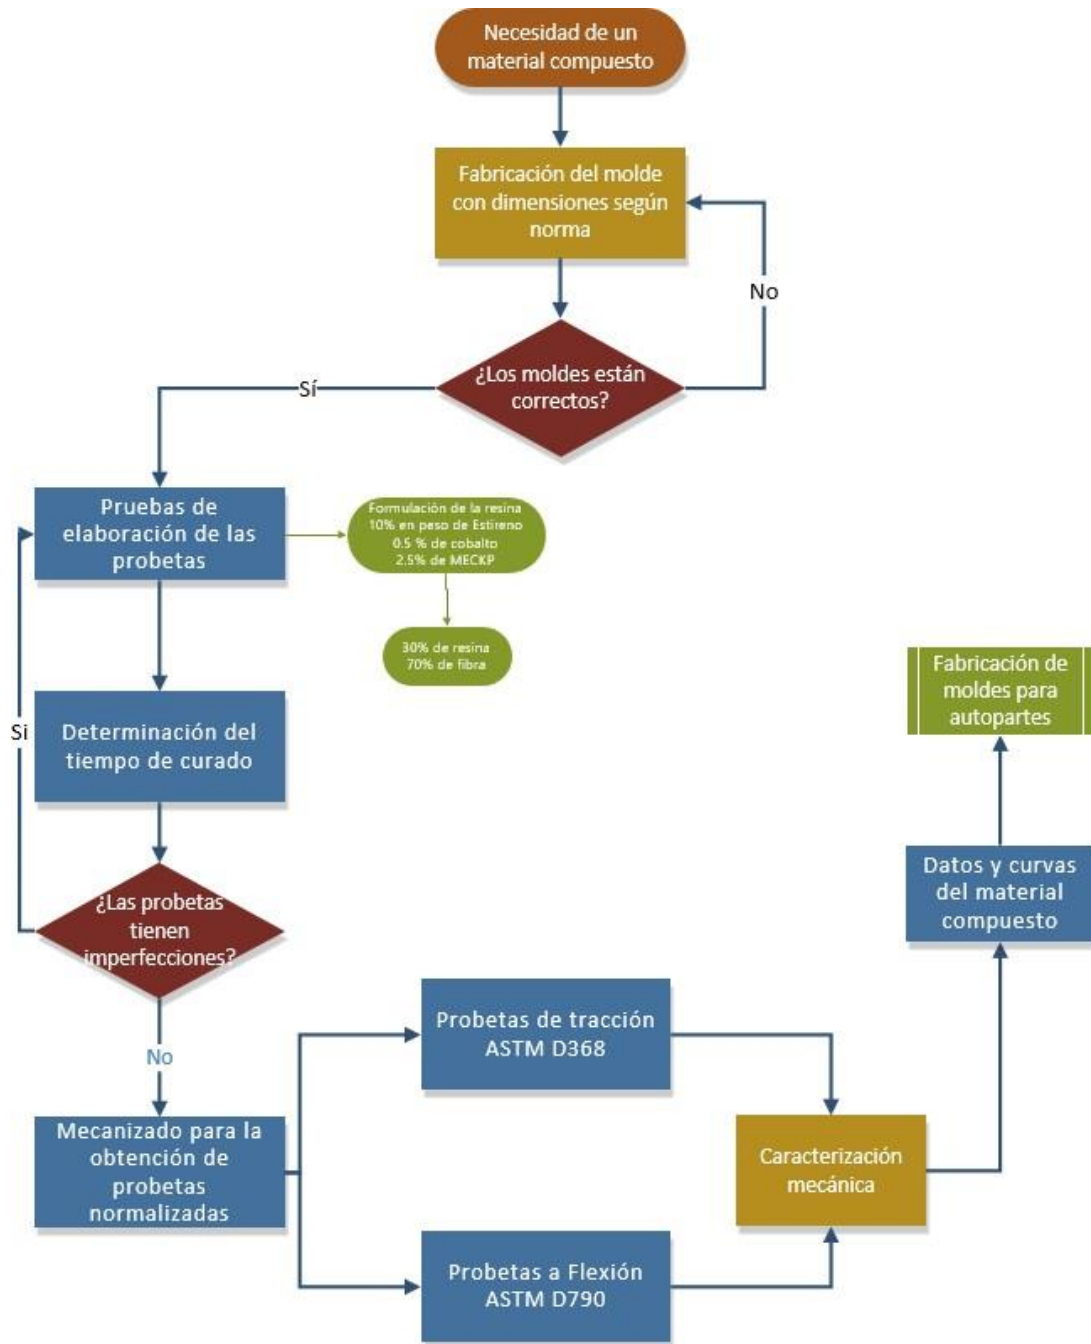 Necesidad de un
material compuesto
Fabricación del molde
con dimensiones según
norma
No
¿Los moldes están
correctos?
Sí
Pruebas de
elaboración de las
probetas
Formulación de la resina
10% en peso de Estireno
0.5 % de cobalto
2.5% de MECKP
30% de resina
70% de fibra
Si
Determinación del
tiempo de curado
¿Las probetas
tienen
imperfecciones?
No
Mecanizado para la
obtención de
probetas
normalizadas
Probetas de tracción
ASTM D368
Probetas a Flexión
ASTM D790
Caracterización
mecánica
Datos y curvas
del material
compuesto
Fabricación de
moldes para
autopartes